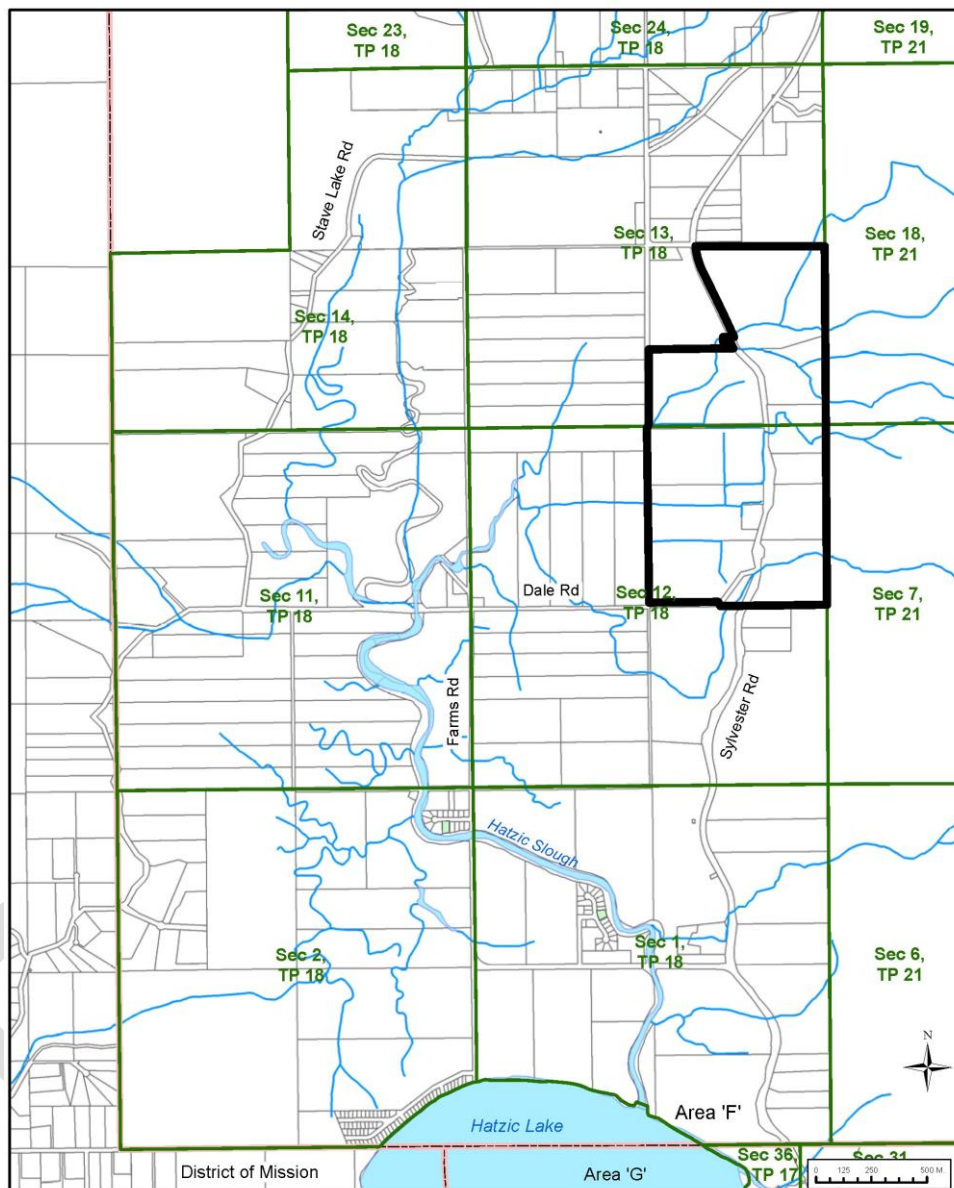 Sec 23,
TP 18
Sec 24,
TP 18
Sec 19,
TP 21
Stave Lake Rd
Sec 13,
TP 18
Sec 18,
TP 21
Sec 14,
TP 18
Dale Rd
Sec 11,
TP 18
Sec 12,
TP 18
Sec 7,
TP 21
Farms Rd
Sylvester Rd
Hatzic Slough
Sec 2,
TP 18
Sec 1,
TP 18
Sec 6,
TP 21
N
Area 'F'
Hatzic Lake
Sec 36,
TP 17
Sec 31,
District of Mission
Area 'G'
0 125 250 500 M